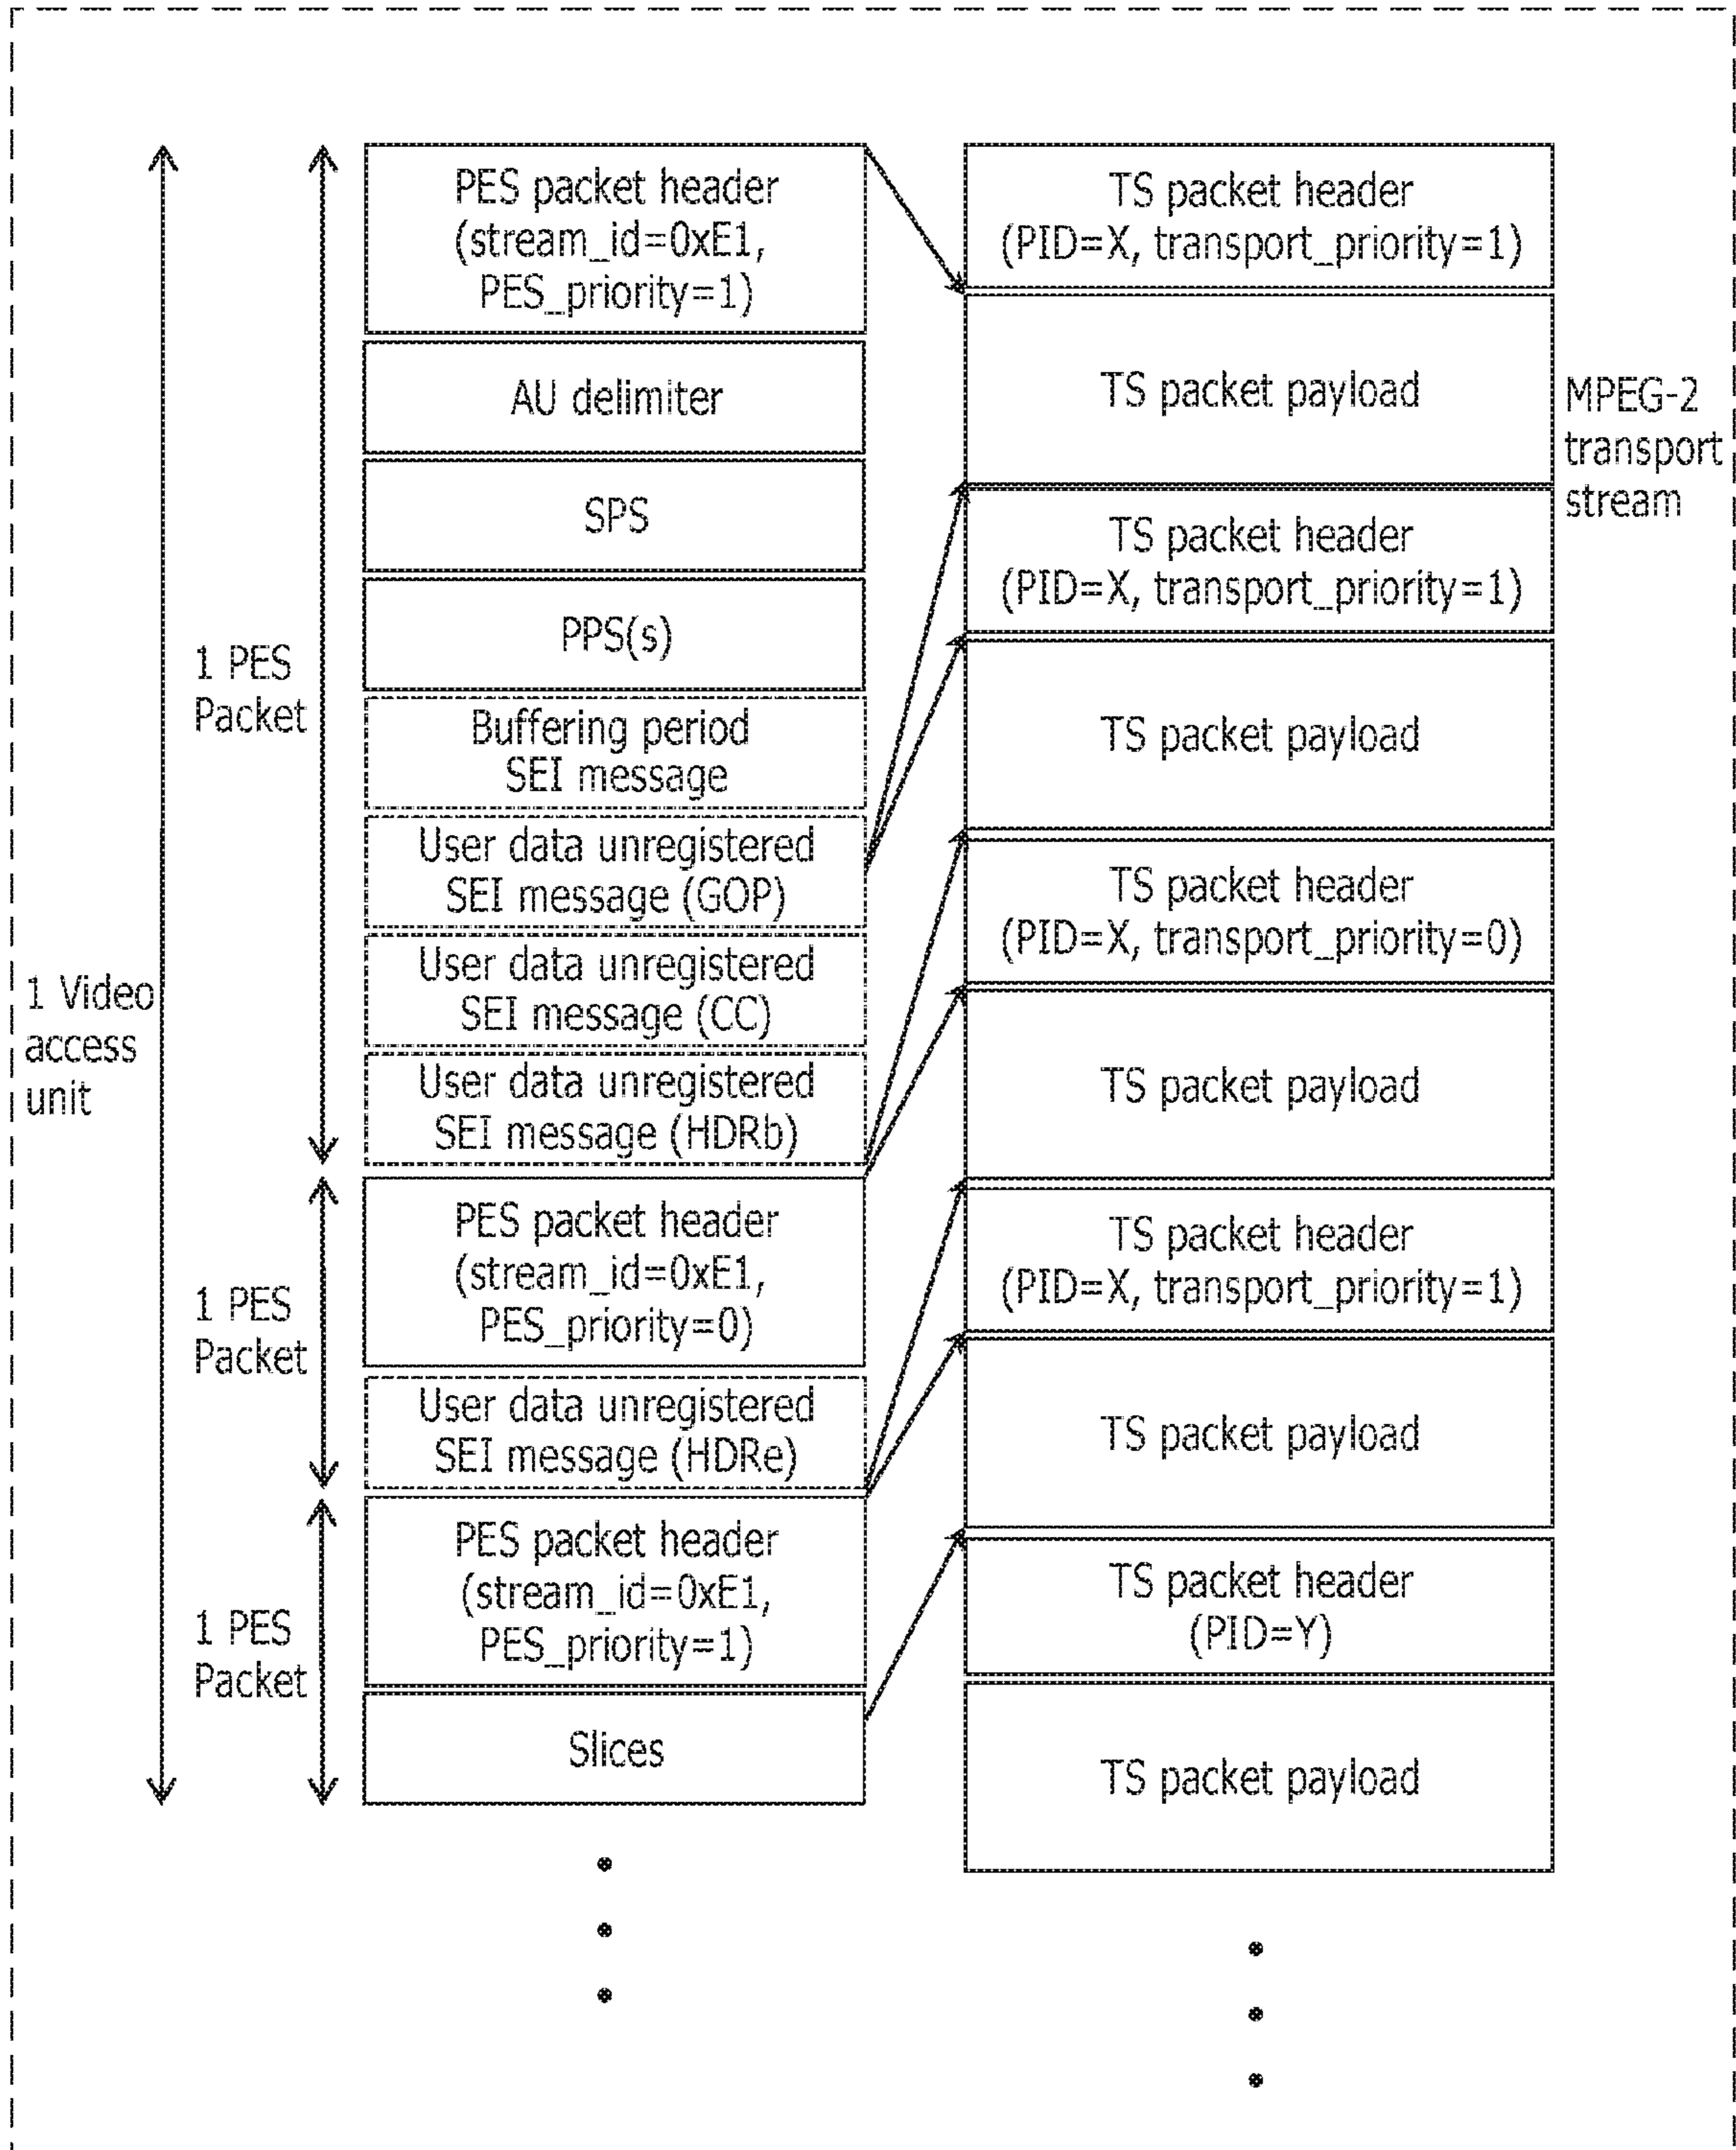 1 Video
access
unit
1 PES
Packet
1 PES
Packet
1 PES
Packet
PES packet header
(stream_id=0xE1,
PES_priority=1)
AU delimiter
SPS
PPS(s)
Buffering period
SEI message
User data unregistered
SEI message (GOP)
User data unregistered
SEI message (CC)
User data unregistered
SEI message (HDRb)
PES packet header
(stream_id=0xE1,
PES_priority=0)
User data unregistered
SEI message (HDRe)
PES packet header
(stream_id=0xE1,
PES_priority=1)
Slices
TS packet header
(PID=X, transport_priority=1)
TS packet payload
TS packet header
(PID=X, transport_priority=1)
TS packet payload
TS packet header
(PID=X, transport_priority=0)
TS packet payload
TS packet header
(PID=X, transport_priority=1)
TS packet payload
TS packet header
(PID=Y)
TS packet payload
MPEG-2
transport
stream